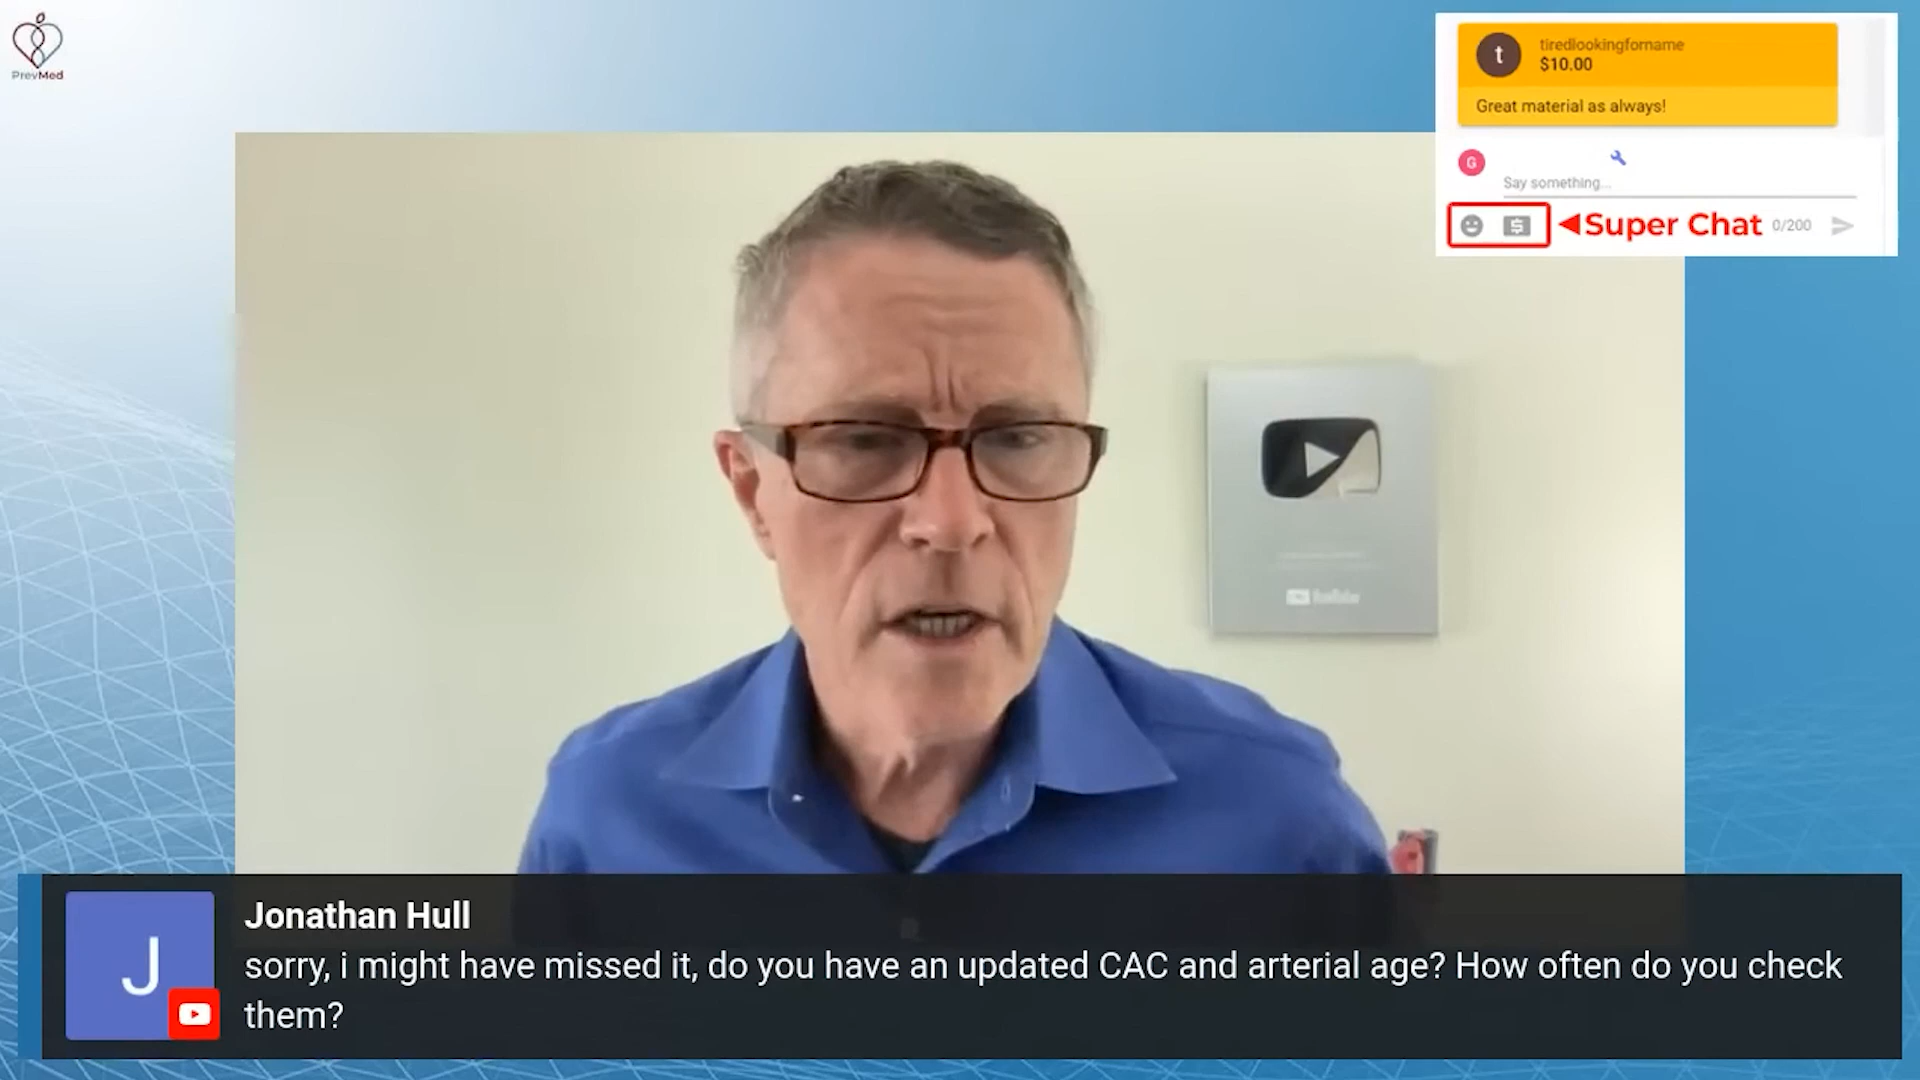 PrevMed
t
tiredlookingforname
$10.00
Great material as always!
G
Say something...
Super Chat
0/200
YouTube
J
Jonathan Hull
sorry, i might have missed it, do you have an updated CAC and arterial age? How often do you check
them?